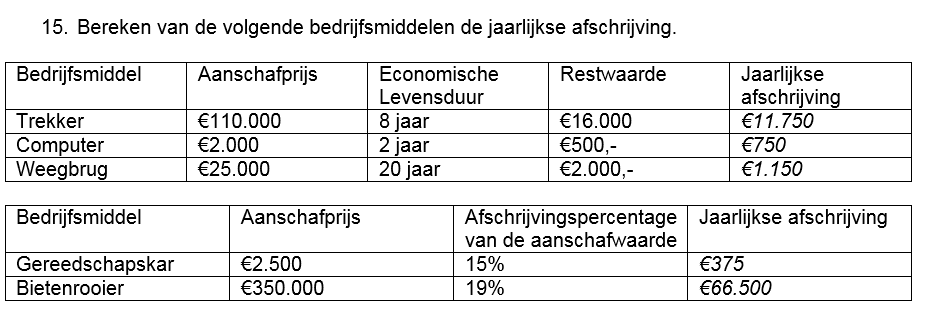 15. Bereken van de volgende bedrijfsmiddelen de jaarlijkse afschrijving.
Bedrijfsmiddel Aanschafprijs Economische Levensduur Restwaarde Jaarlijkse afschrijving
Trekker €110.000 8 jaar €16.000 €11.750
Computer €2.000 2 jaar €500,- €750
Weegbrug €25.000 20 jaar €2.000,- €1.150
Bedrijfsmiddel Aanschafprijs Afschrijvingspercentage van de aanschafwaarde Jaarlijkse afschrijving
Gereedschapskar €2.500 15% €375
Bietenrooier €350.000 19% €66.500